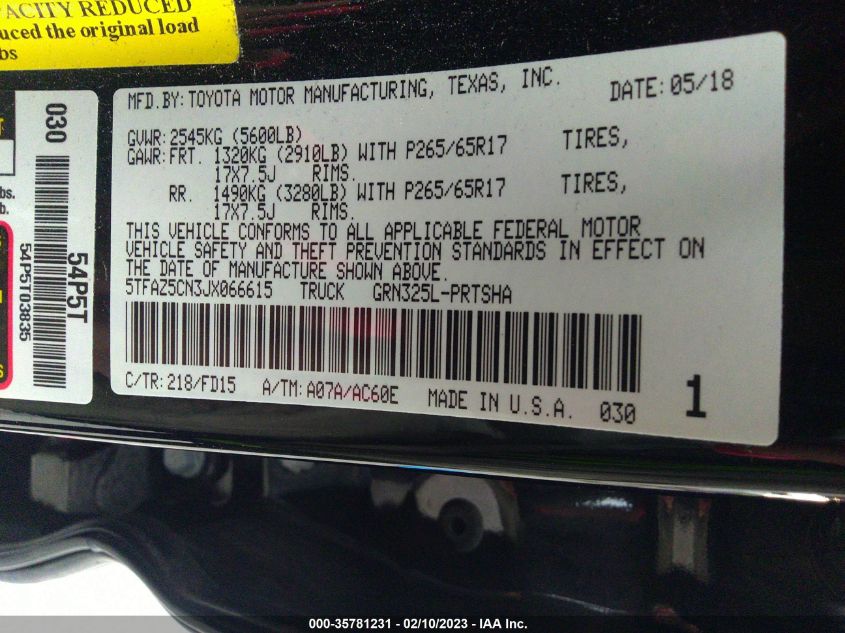 PACITY REDUCED
uced the original load
bs
MFD.BY: TOYOTA MOTOR MANUFACTURING, TEXAS, INC. DATE: 05/18
GVWR: 2545KG (5600LB)
GAWR: FRT. 1320KG (2910LB) WITH P265/65R17 TIRES,
17X7.5J RIMS.
RR. 1490KG (3280LB) WITH P265/65R17 TIRES,
17X7.5J RIMS.
THIS VEHICLE CONFORMS TO ALL APPLICABLE FEDERAL MOTOR
VEHICLE SAFETY AND THEFT PREVENTION STANDARDS IN EFFECT ON
THE DATE OF MANUFACTURE SHOWN ABOVE.
5TFAZ5CN3JX066615 TRUCK GRN325L-PRTSHA
C/TR: 218/FD15 A/TM: A07A/AC60E MADE IN U.S.A. 030 1
030
54P5T
54P5T03835
bs.
b.
000-35781231 - 02/10/2023 - IAA Inc.